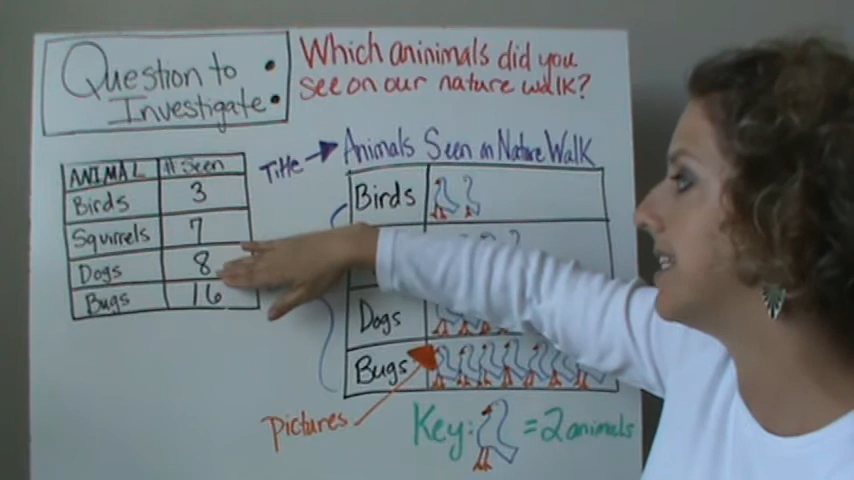 Question to
Investigate
Which aninimals did you
see on our nature walk?
ANIMAL # Seen
Birds 3
Squirrels 7
Dogs 8
Bugs 16
Title
Animals Seen on Nature Walk
Birds
Dogs
Bugs
Pictures
Key: = 2 animals